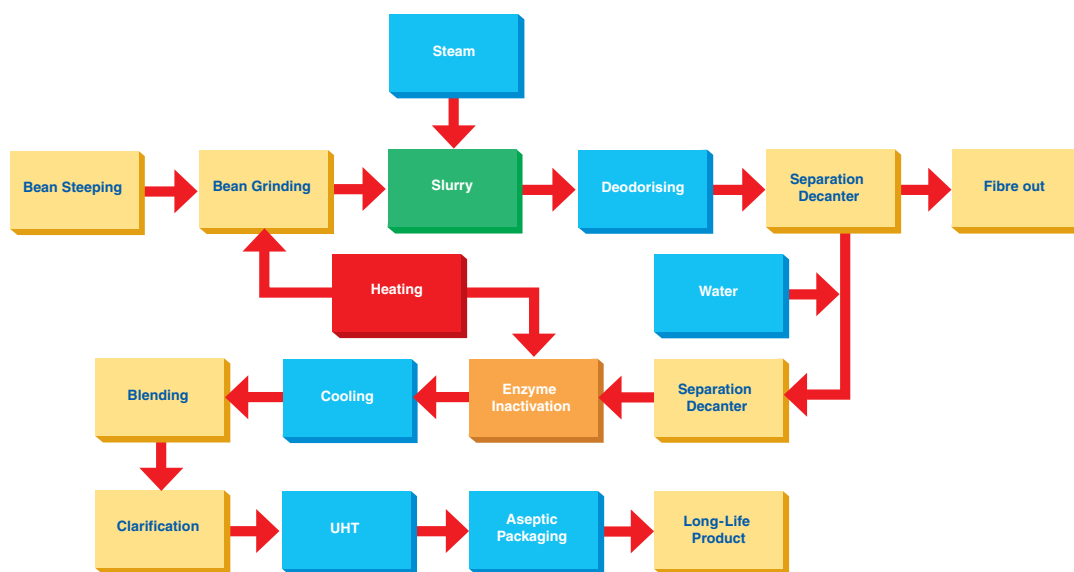 Steam
Bean Steeping
Bean Grinding
Slurry
Deodorising
Separation
Decanter
Fibre out
Heating
Water
Blending
Cooling
Enzyme
Inactivation
Separation
Decanter
Clarification
UHT
Aseptic
Packaging
Long-Life
Product